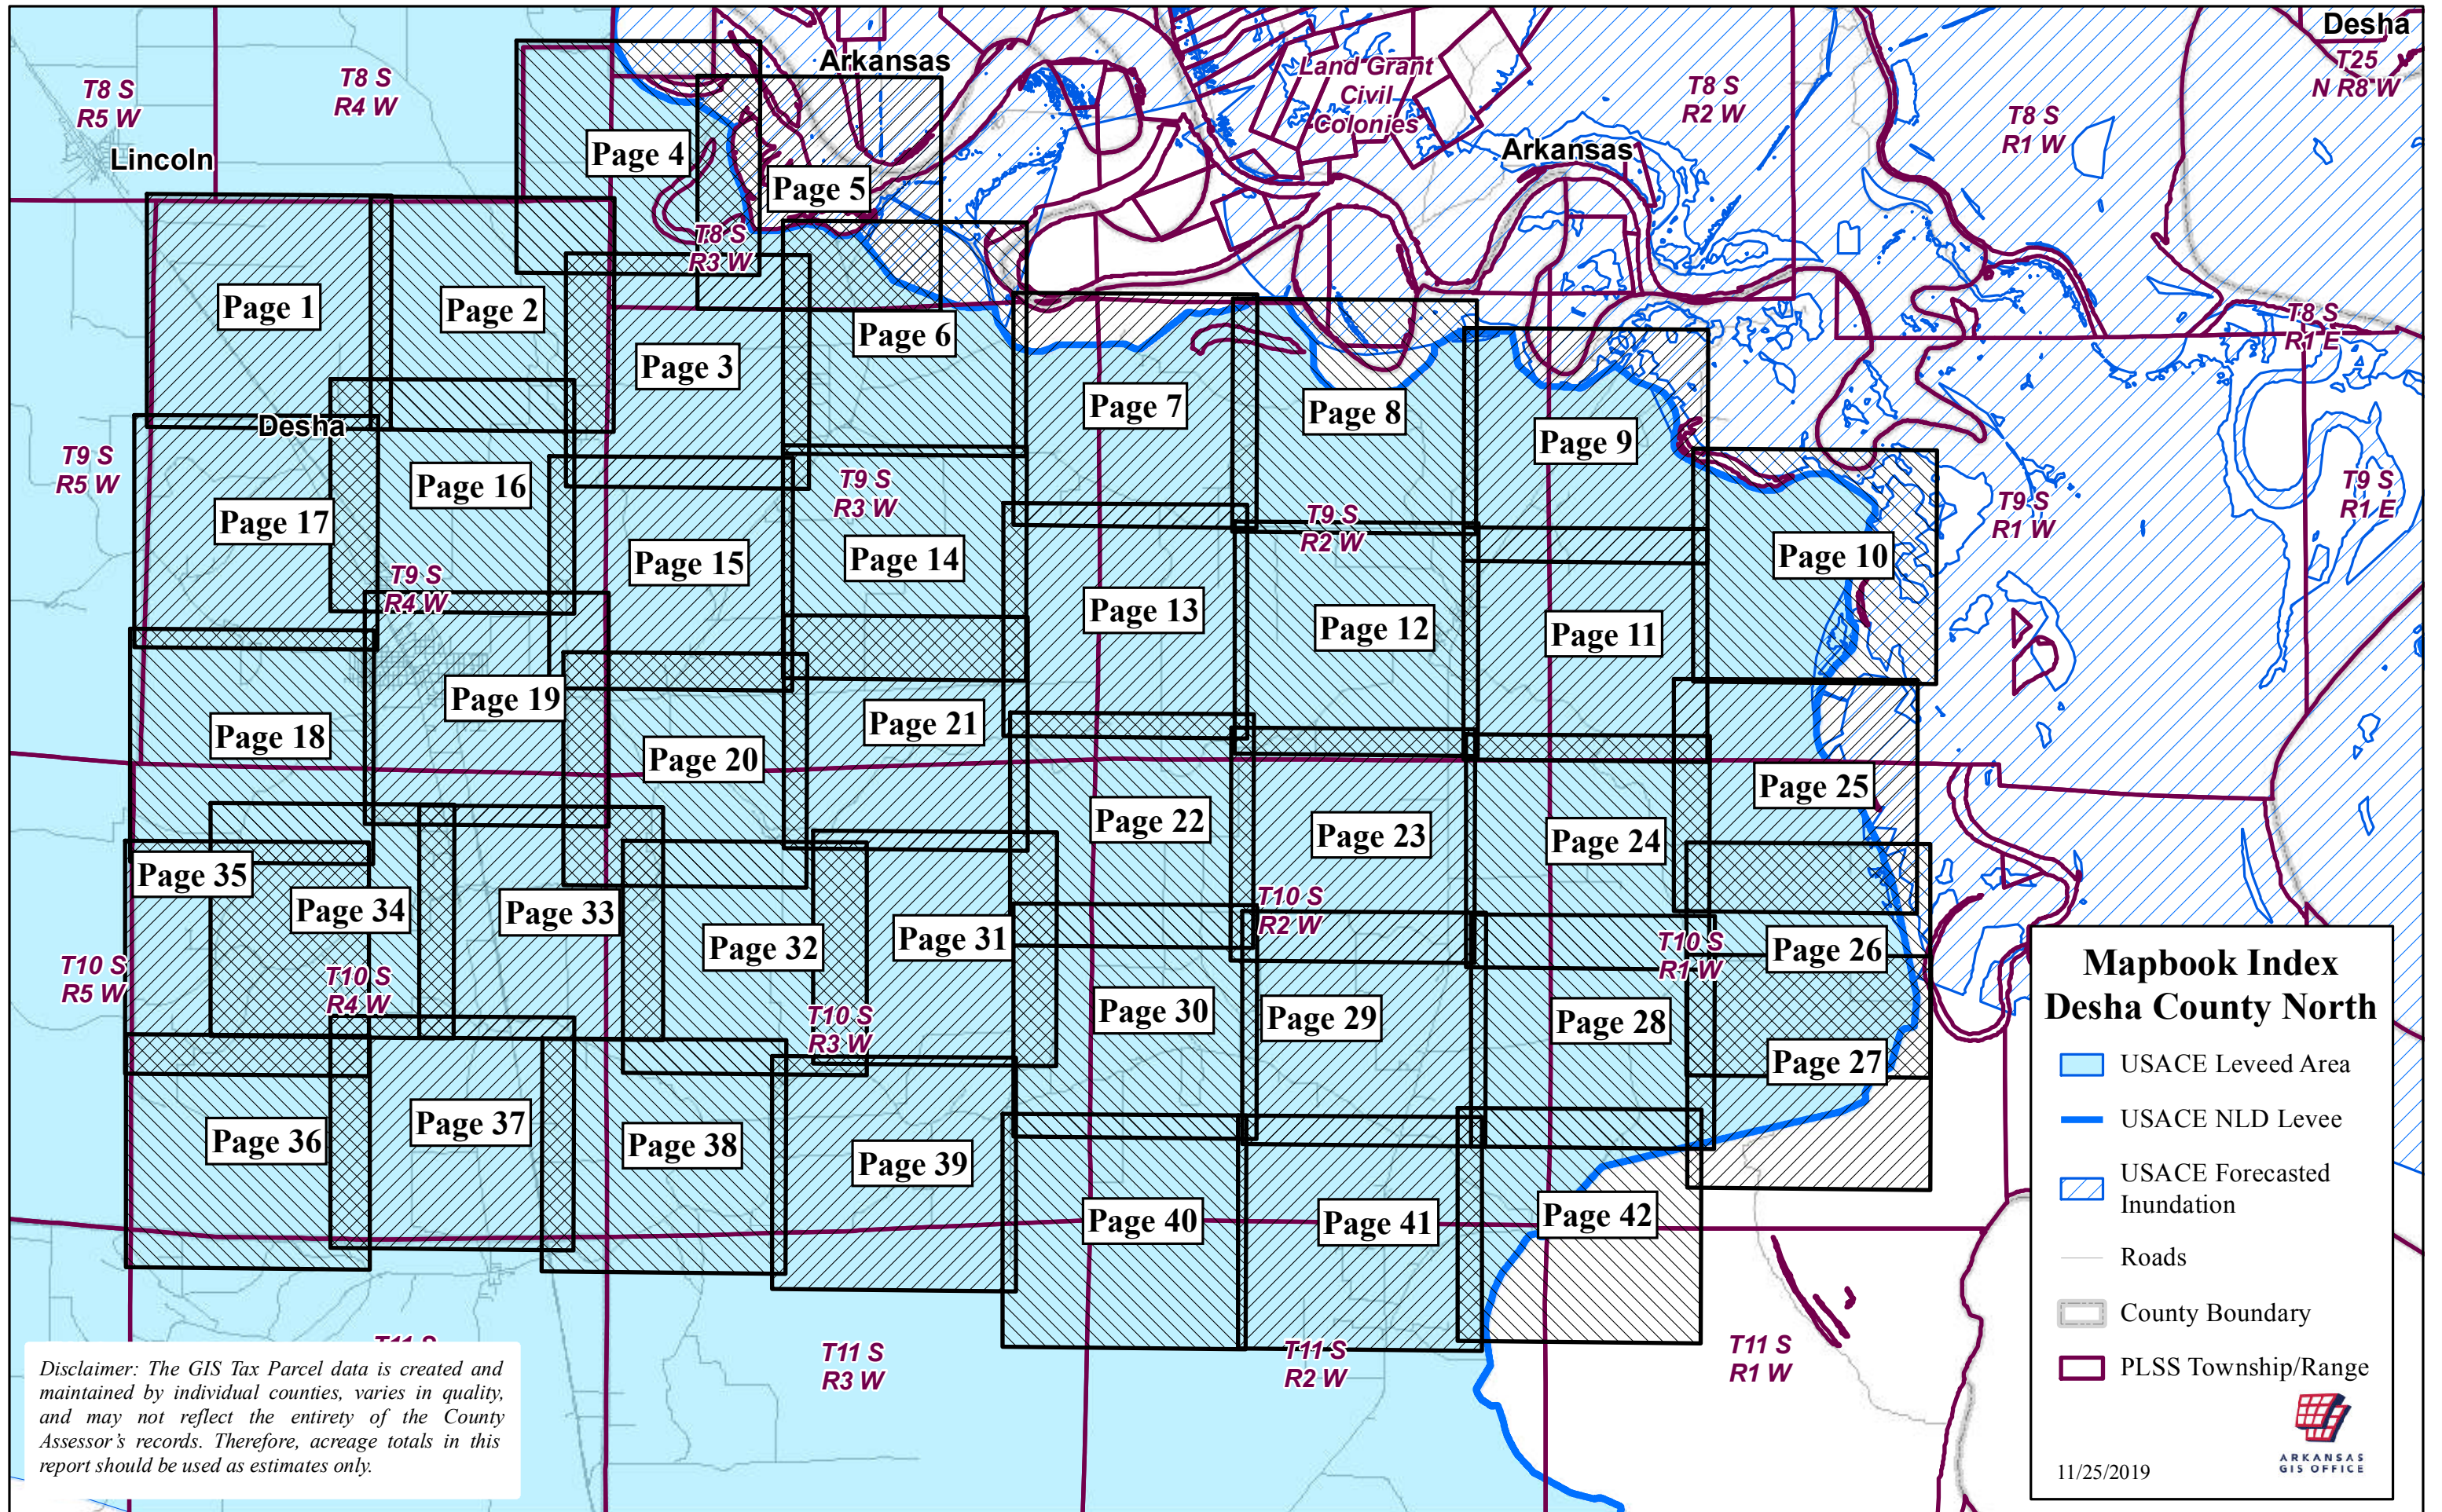 Desha
T25
N R8 W
Arkansas
Land Grant
Civil
Colonies
T8 S
R5 W
T8 S
R4 W
T8 S
R2 W
T8 S
R1 W
Lincoln
Page 4
Arkansas
Page 5
T8 S
R3 W
Page 1
Page 2
Page 3
Page 6
T8 S
R1 E
Page 7
Page 8
Page 9
Desha
T9 S
R5 W
Page 16
Page 17
T9 S
R3 W
T9 S
R2 W
T9 S
R1 W
T9 S
R1 E
Page 15
Page 14
Page 10
T9 S
R4 W
Page 13
Page 12
Page 11
Page 19
Page 18
Page 20
Page 21
Page 25
Page 22
Page 23
Page 24
Page 35
Page 34
Page 33
Page 32
Page 31
T10 S
R2 W
T10 S
R1 W
Page 26
T10 S
R5 W
T10 S
R4 W
T10 S
R3 W
Page 30
Page 29
Page 28
Page 27
Page 36
Page 37
Page 38
Page 39
Page 40
Page 41
Page 42
T11 S
T11 S
R3 W
T11 S
R2 W
T11 S
R1 W
Mapbook Index
Desha County North
USACE Leveed Area
USACE NLD Levee
USACE Forecasted
Inundation
Roads
County Boundary
PLSS Township/Range
11/25/2019
ARKANSAS
GIS OFFICE
Disclaimer: The GIS Tax Parcel data is created and
maintained by individual counties, varies in quality,
and may not reflect the entirety of the County
Assessor's records. Therefore, acreage totals in this
report should be used as estimates only.